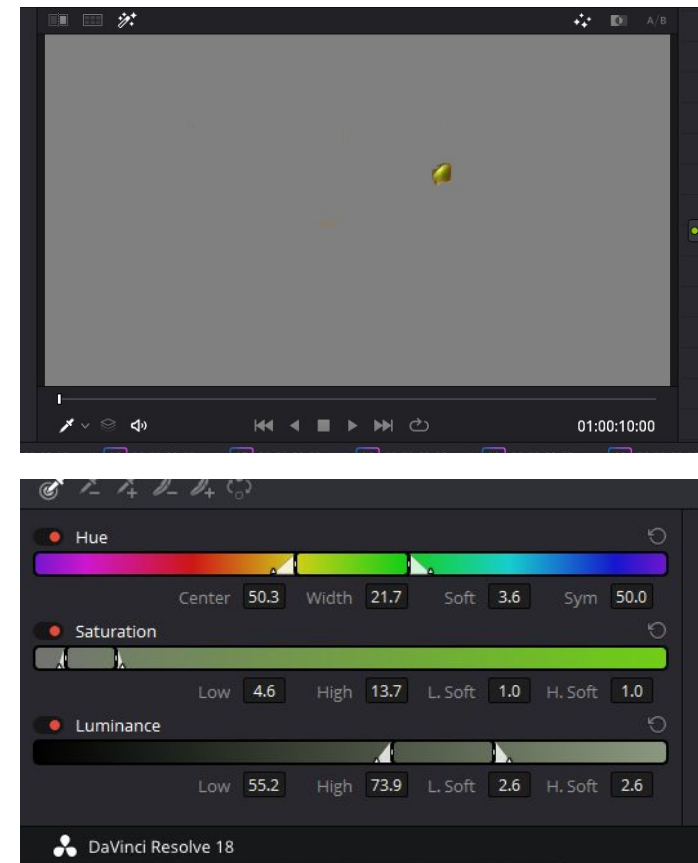 A/B
01:00:10:00
Hue
Center 50.3 Width 21.7 Soft 3.6 Sym 50.0
Saturation
Low 4.6 High 13.7 L. Soft 1.0 H. Soft 1.0
Luminance
Low 55.2 High 73.9 L. Soft 2.6 H. Soft 2.6
DaVinci Resolve 18